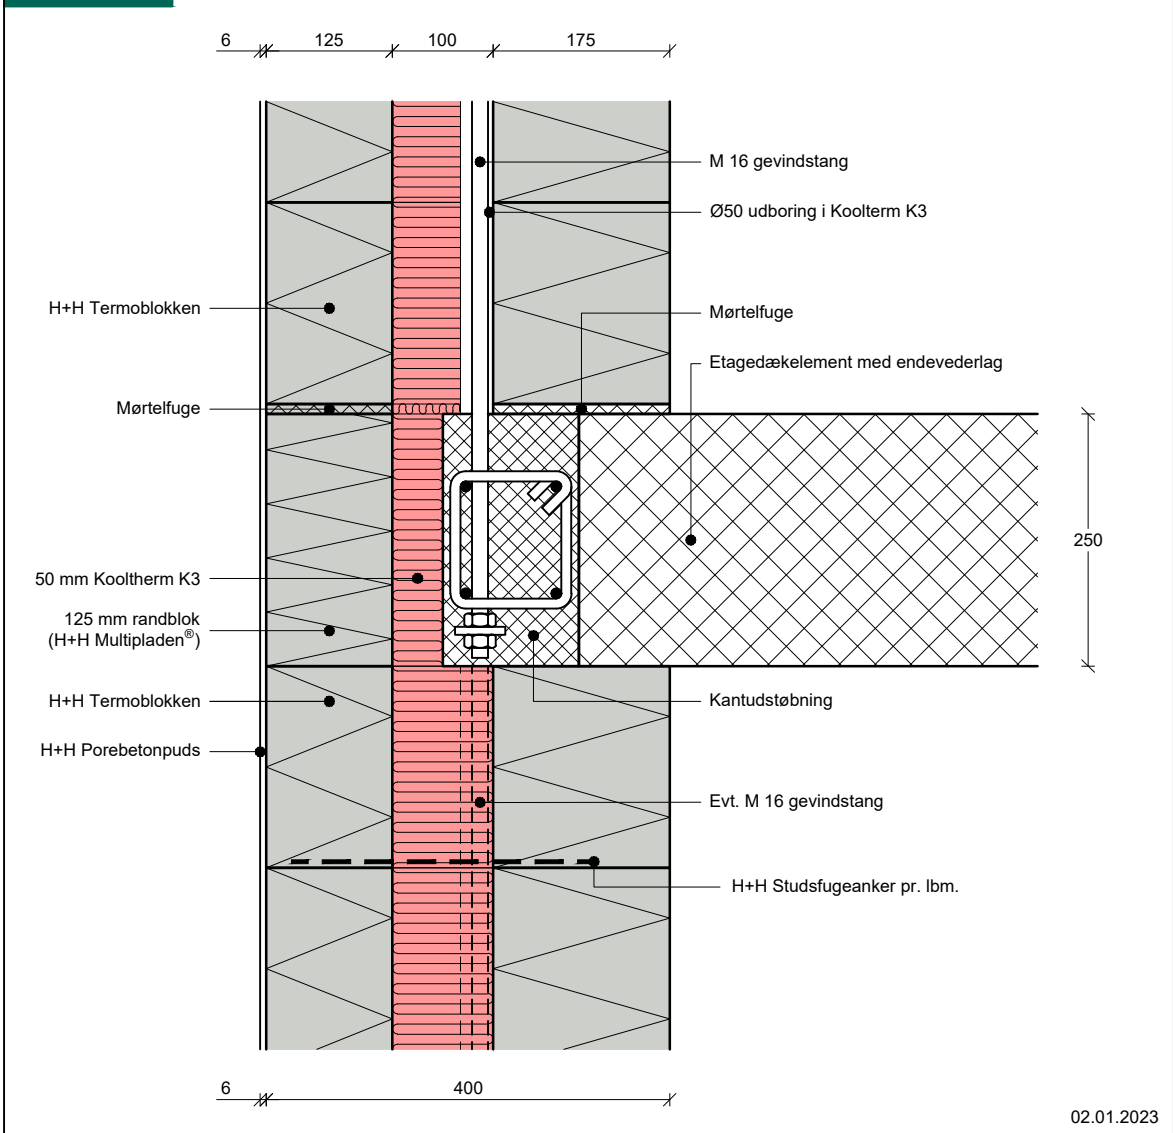 6 125 100 175
M 16 gevindstang
Ø50 udboring i Koolterm K3
H+H Termoblokken
Mørtelfuge
Etagedækelement med endevederlag
Mørtelfuge
250
50 mm Kooltherm K3
125 mm randblok
(H+H Multipladen®)
H+H Termoblokken
Kantudstøbning
H+H Porebetonpuds
Evt. M 16 gevindstang
H+H Studsfugeanker pr. lbm.
6 400
02.01.2023